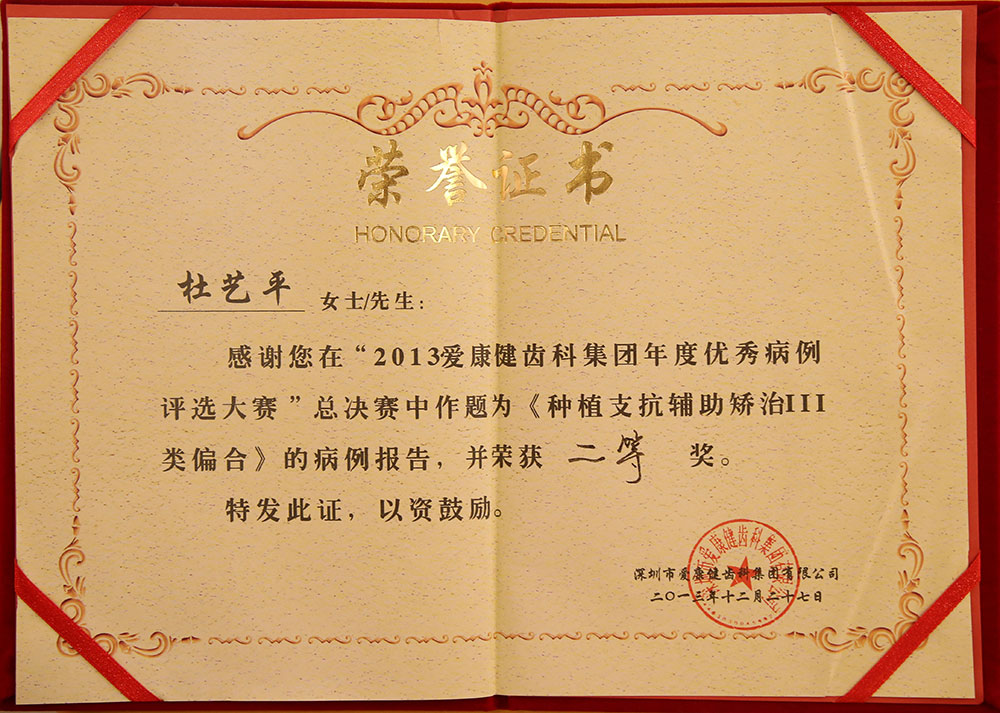 荣誉证书
HONORARY CREDENTIAL
杜艺平 女士/先生：
感谢您在“2013爱康健齿科集团年度优秀病例
评选大赛”总决赛中作题为《种植支抗辅助矫治III
类偏合》的病例报告，并荣获 二等 奖。
特发此证，以资鼓励。
深圳市爱康健齿科集团有限公司
二〇一三年十二月二十七日